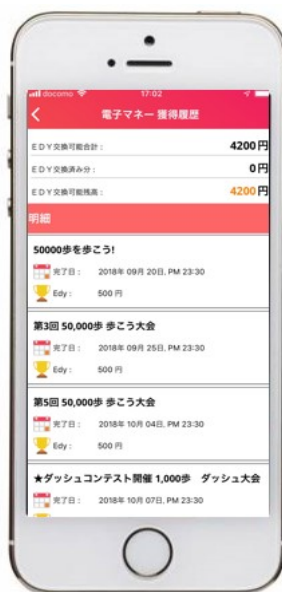 docomo 17:02
電子マネー 獲得履歴
EDY交換可能合計： 4200円
EDY交換済み分： 0円
EDY交換可能残高： 4200円
明細
50000歩を歩こう!
完了日： 2018年 09月 20日, PM 23:30
Edy： 500 円
第3回 50,000歩 歩こう大会
完了日： 2018年 09月 25日, PM 23:30
Edy： 500 円
第5回 50,000歩 歩こう大会
完了日： 2018年 10月 04日, PM 23:30
Edy： 500 円
★ダッシュコンテスト開催 1,000歩　ダッシュ大会
完了日： 2018年 10月 07日, PM 23:30